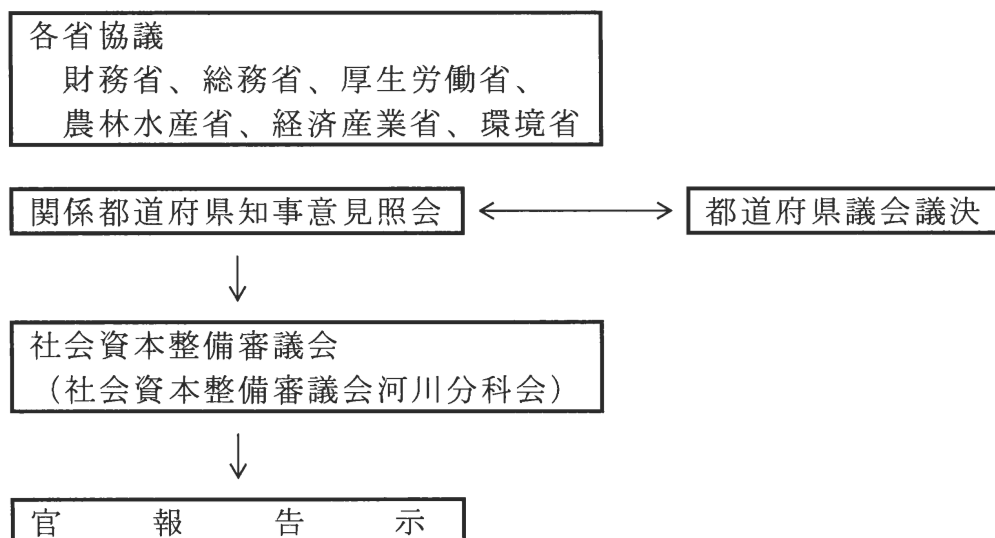 各省協議
財務省、総務省、厚生労働省、
農林水産省、経済産業省、環境省
関係都道府県知事意見照会
都道府県議会議決
社会資本整備審議会
（社会資本整備審議会河川分科会）
官報告示